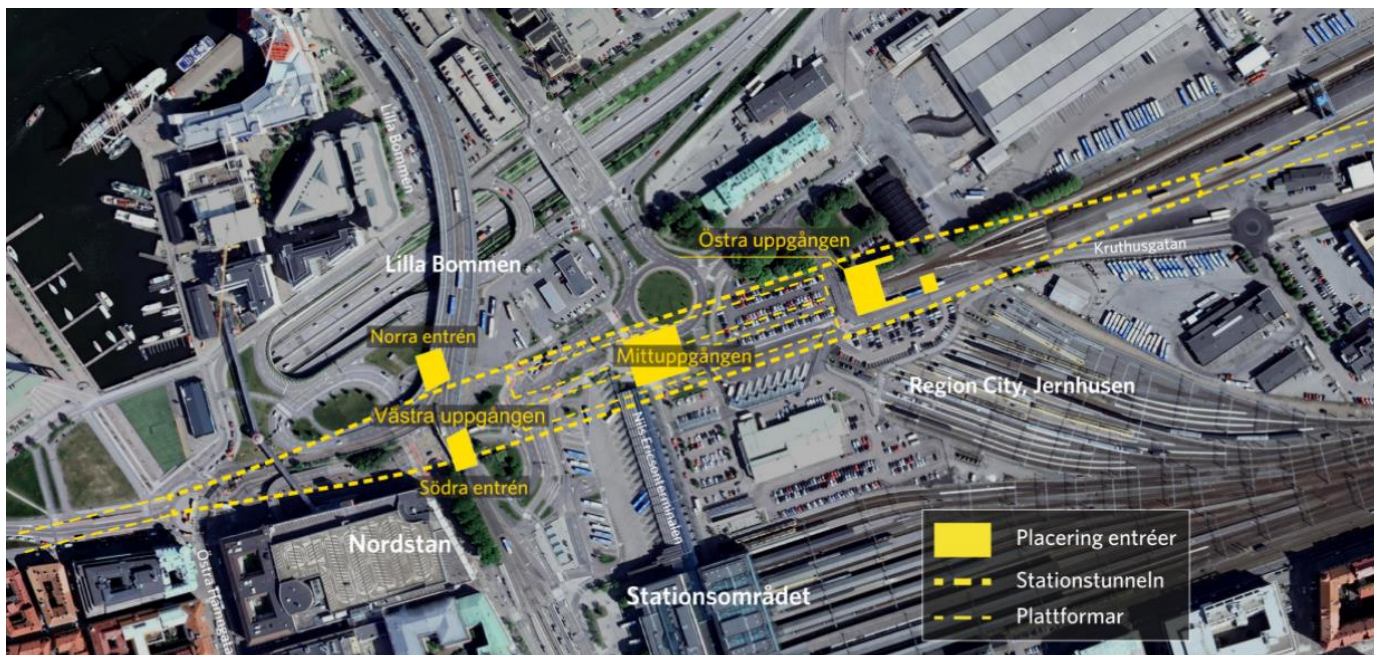 Lilla Bommen
Lilla Bommen
Norra entrén
Västra uppgången
Södra entrén
Östra uppgången
Mittuppgången
Kruthusgatan
Region City, Jernhusen
Nils Ericsonterminalen
Nordstan
Östra Hamngatan
Stationsområdet
Placering entréer
Stationstunneln
Plattformar